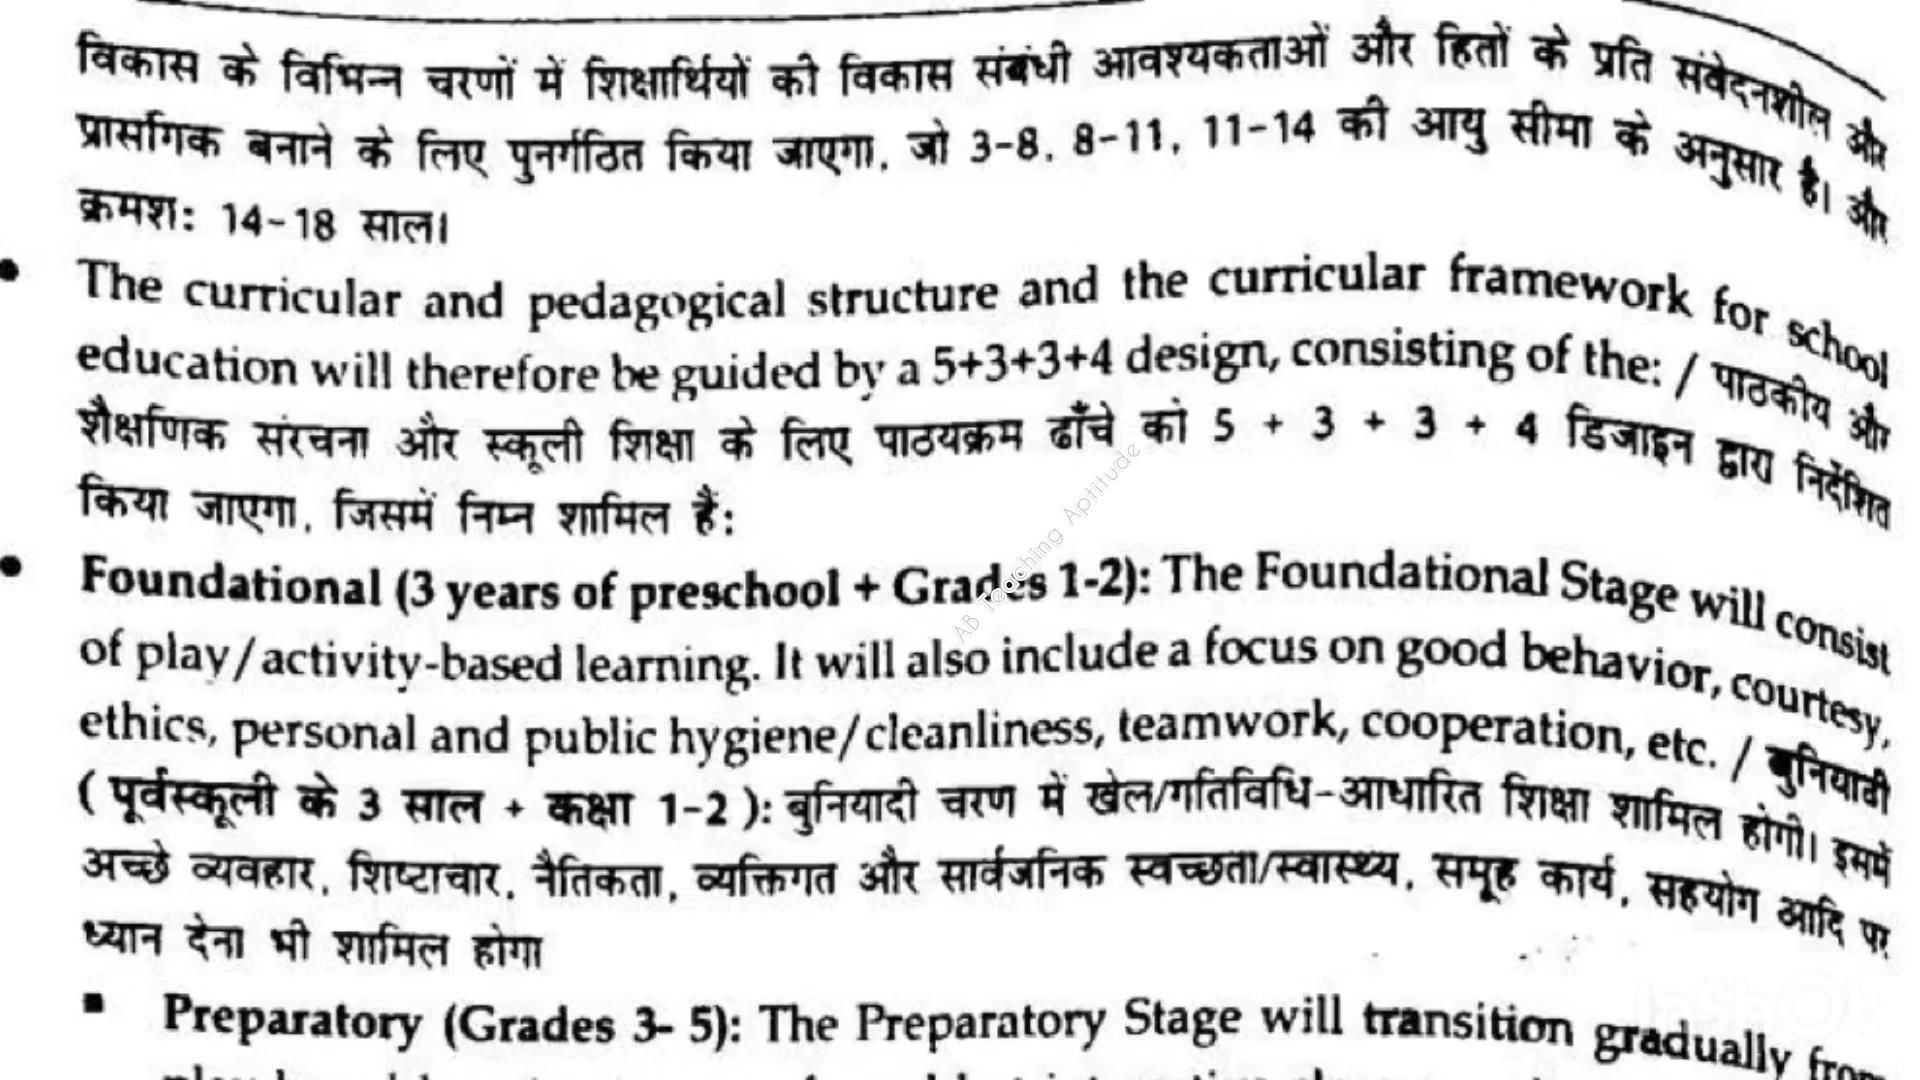 विकास के विभिन्न चरणों में शिक्षार्थियों की विकास संबंधी आवश्यकताओं और हितों के प्रति संवेदनशील और
प्रासंगिक बनाने के लिए पुनर्गठित किया जाएगा, जो 3-8, 8-11, 11-14 की आयु सीमा के अनुसार है। और
क्रमश: 14-18 साल।
• The curricular and pedagogical structure and the curricular framework for school
education will therefore be guided by a 5+3+3+4 design, consisting of the: / पाठकीय और
शैक्षणिक संरचना और स्कूली शिक्षा के लिए पाठयक्रम ढाँचे को 5 + 3 + 3 + 4 डिजाइन द्वारा निर्देशित
किया जाएगा, जिसमें निम्न शामिल हैं:
• Foundational (3 years of preschool + Grades 1-2): The Foundational Stage will consist
of play/activity-based learning. It will also include a focus on good behavior, courtesy,
ethics, personal and public hygiene/cleanliness, teamwork, cooperation, etc. / बुनियादी
( पूर्वस्कूली के 3 साल + कक्षा 1-2 ): बुनियादी चरण में खेल/गतिविधि-आधारित शिक्षा शामिल होगी। इसमें
अच्छे व्यवहार, शिष्टाचार, नैतिकता, व्यक्तिगत और सार्वजनिक स्वच्छता/स्वास्थ्य, समूह कार्य, सहयोग आदि पर
ध्यान देना भी शामिल होगा
▪ Preparatory (Grades 3- 5): The Preparatory Stage will transition gradually from
AB Teaching Aptitude
InShOt